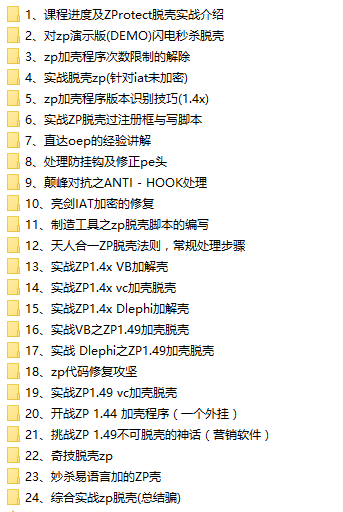 1、课程进度及ZProtect脱壳实战介绍
2、对zp演示版(DEMO)闪电秒杀脱壳
3、zp加壳程序次数限制的解除
4、实战脱壳zp(针对iat未加密)
5、zp加壳程序版本识别技巧(1.4x)
6、实战ZP脱壳过注册框与写脚本
7、直达oep的经验讲解
8、处理防挂钩及修正pe头
9、颠峰对抗之ANTI - HOOK处理
10、亮剑IAT加密的修复
11、制造工具之zp脱壳脚本的编写
12、天人合一ZP脱壳法则，常规处理步骤
13、实战ZP1.4x VB加解壳
14、实战ZP1.4x vc加壳脱壳
15、实战ZP1.4x Dlephi加解壳
16、实战VB之ZP1.49加壳脱壳
17、实战 Dlephi之ZP1.49加壳脱壳
18、zp代码修复攻坚
19、实战ZP1.49 vc加壳脱壳
20、开战ZP 1.44 加壳程序（一个外挂）
21、挑战ZP 1.49不可脱壳的神话（营销软件）
22、奇技脱壳zp
23、妙杀易语言加的ZP壳
24、综合实战zp脱壳(总结骗)